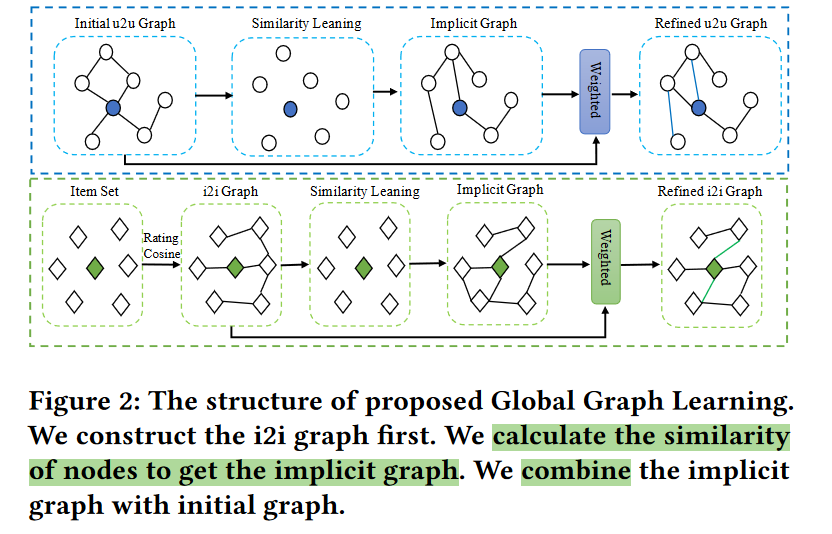 Initial u2u Graph
Similarity Leaning
Implicit Graph
Refined u2u Graph
Weighted
Item Set
i2i Graph
Similarity Leaning
Implicit Graph
Refined i2i Graph
Rating
Cosine
Weighted
Figure 2: The structure of proposed Global Graph Learning.
We construct the i2i graph first. We calculate the similarity
of nodes to get the implicit graph. We combine the implicit
graph with initial graph.